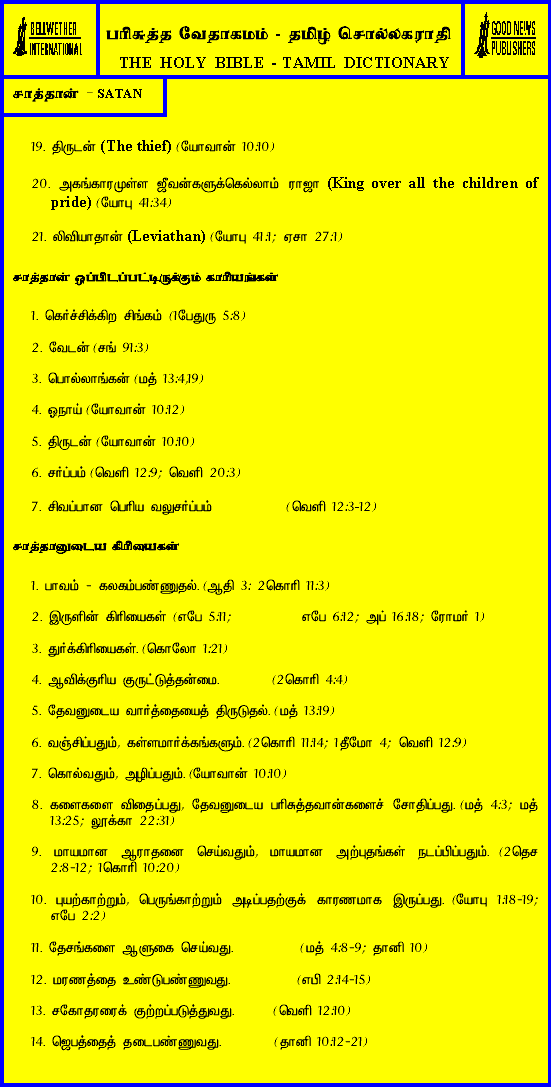 BELLWETHER
INTERNATIONAL
பரிசுத்த வேதாகமம் - தமிழ் சொல்லகராதி
THE HOLY BIBLE - TAMIL DICTIONARY
GOOD NEWS
PUBLISHERS
சாத்தான் – SATAN
19. திருடன் (The thief) (யோவான் 10:10)
20. அகங்காரமுள்ள ஜீவன்களுக்கெல்லாம் ராஜா (King over all the children of
pride) (யோபு 41:34)
21. லிவியாதான் (Leviathan) (யோபு 41:1; ஏசா 27:1)
சாத்தான் ஒப்பிடப்பட்டிருக்கும் காரியங்கள்
1. கெர்ச்சிக்கிற சிங்கம் (1பேதுரு 5:8)
2. வேடன் (சங் 91:3)
3. பொல்லாங்கன் (மத் 13:4,19)
4. ஓநாய் (யோவான் 10:12)
5. திருடன் (யோவான் 10:10)
6. சர்ப்பம் (வெளி 12:9; வெளி 20:3)
7. சிவப்பான பெரிய வலுசர்ப்பம் (வெளி 12:3-12)
சாத்தானுடைய கிரியைகள்
1. பாவம் - கலகம்பண்ணுதல். (ஆதி 3: 2கொரி 11:3)
2. இருளின் கிரியைகள் (எபே 5:11; எபே 6:12; அப் 16:18; ரோமர் 1)
3. துர்க்கிரியைகள். (கொலோ 1:21)
4. ஆவிக்குரிய குருட்டுத்தன்மை. (2கொரி 4:4)
5. தேவனுடைய வார்த்தையைத் திருடுதல். (மத் 13:19)
6. வஞ்சிப்பதும், கள்ளமார்க்கங்களும். (2கொரி 11:14; 1தீமோ 4; வெளி 12:9)
7. கொல்வதும், அழிப்பதும். (யோவான் 10:10)
8. களைகளை விதைப்பது, தேவனுடைய பரிசுத்தவான்களைச் சோதிப்பது. (மத் 4:3; மத்
13:25; லூக்கா 22:31)
9. மாயமான ஆராதனை செய்வதும், மாயமான அற்புதங்கள் நடப்பிப்பதும். (2தெச
2:8-12; 1கொரி 10:20)
10. புயற்காற்றும், பெருங்காற்றும் அடிப்பதற்குக் காரணமாக இருப்பது. (யோபு 1:18-19;
எபே 2:2)
11. தேசங்களை ஆளுகை செய்வது. (மத் 4:8-9; தானி 10)
12. மரணத்தை உண்டுபண்ணுவது. (எபி 2:14-15)
13. சகோதரரைக் குற்றப்படுத்துவது. (வெளி 12:10)
14. ஜெபத்தைத் தடைபண்ணுவது. (தானி 10:12-21)